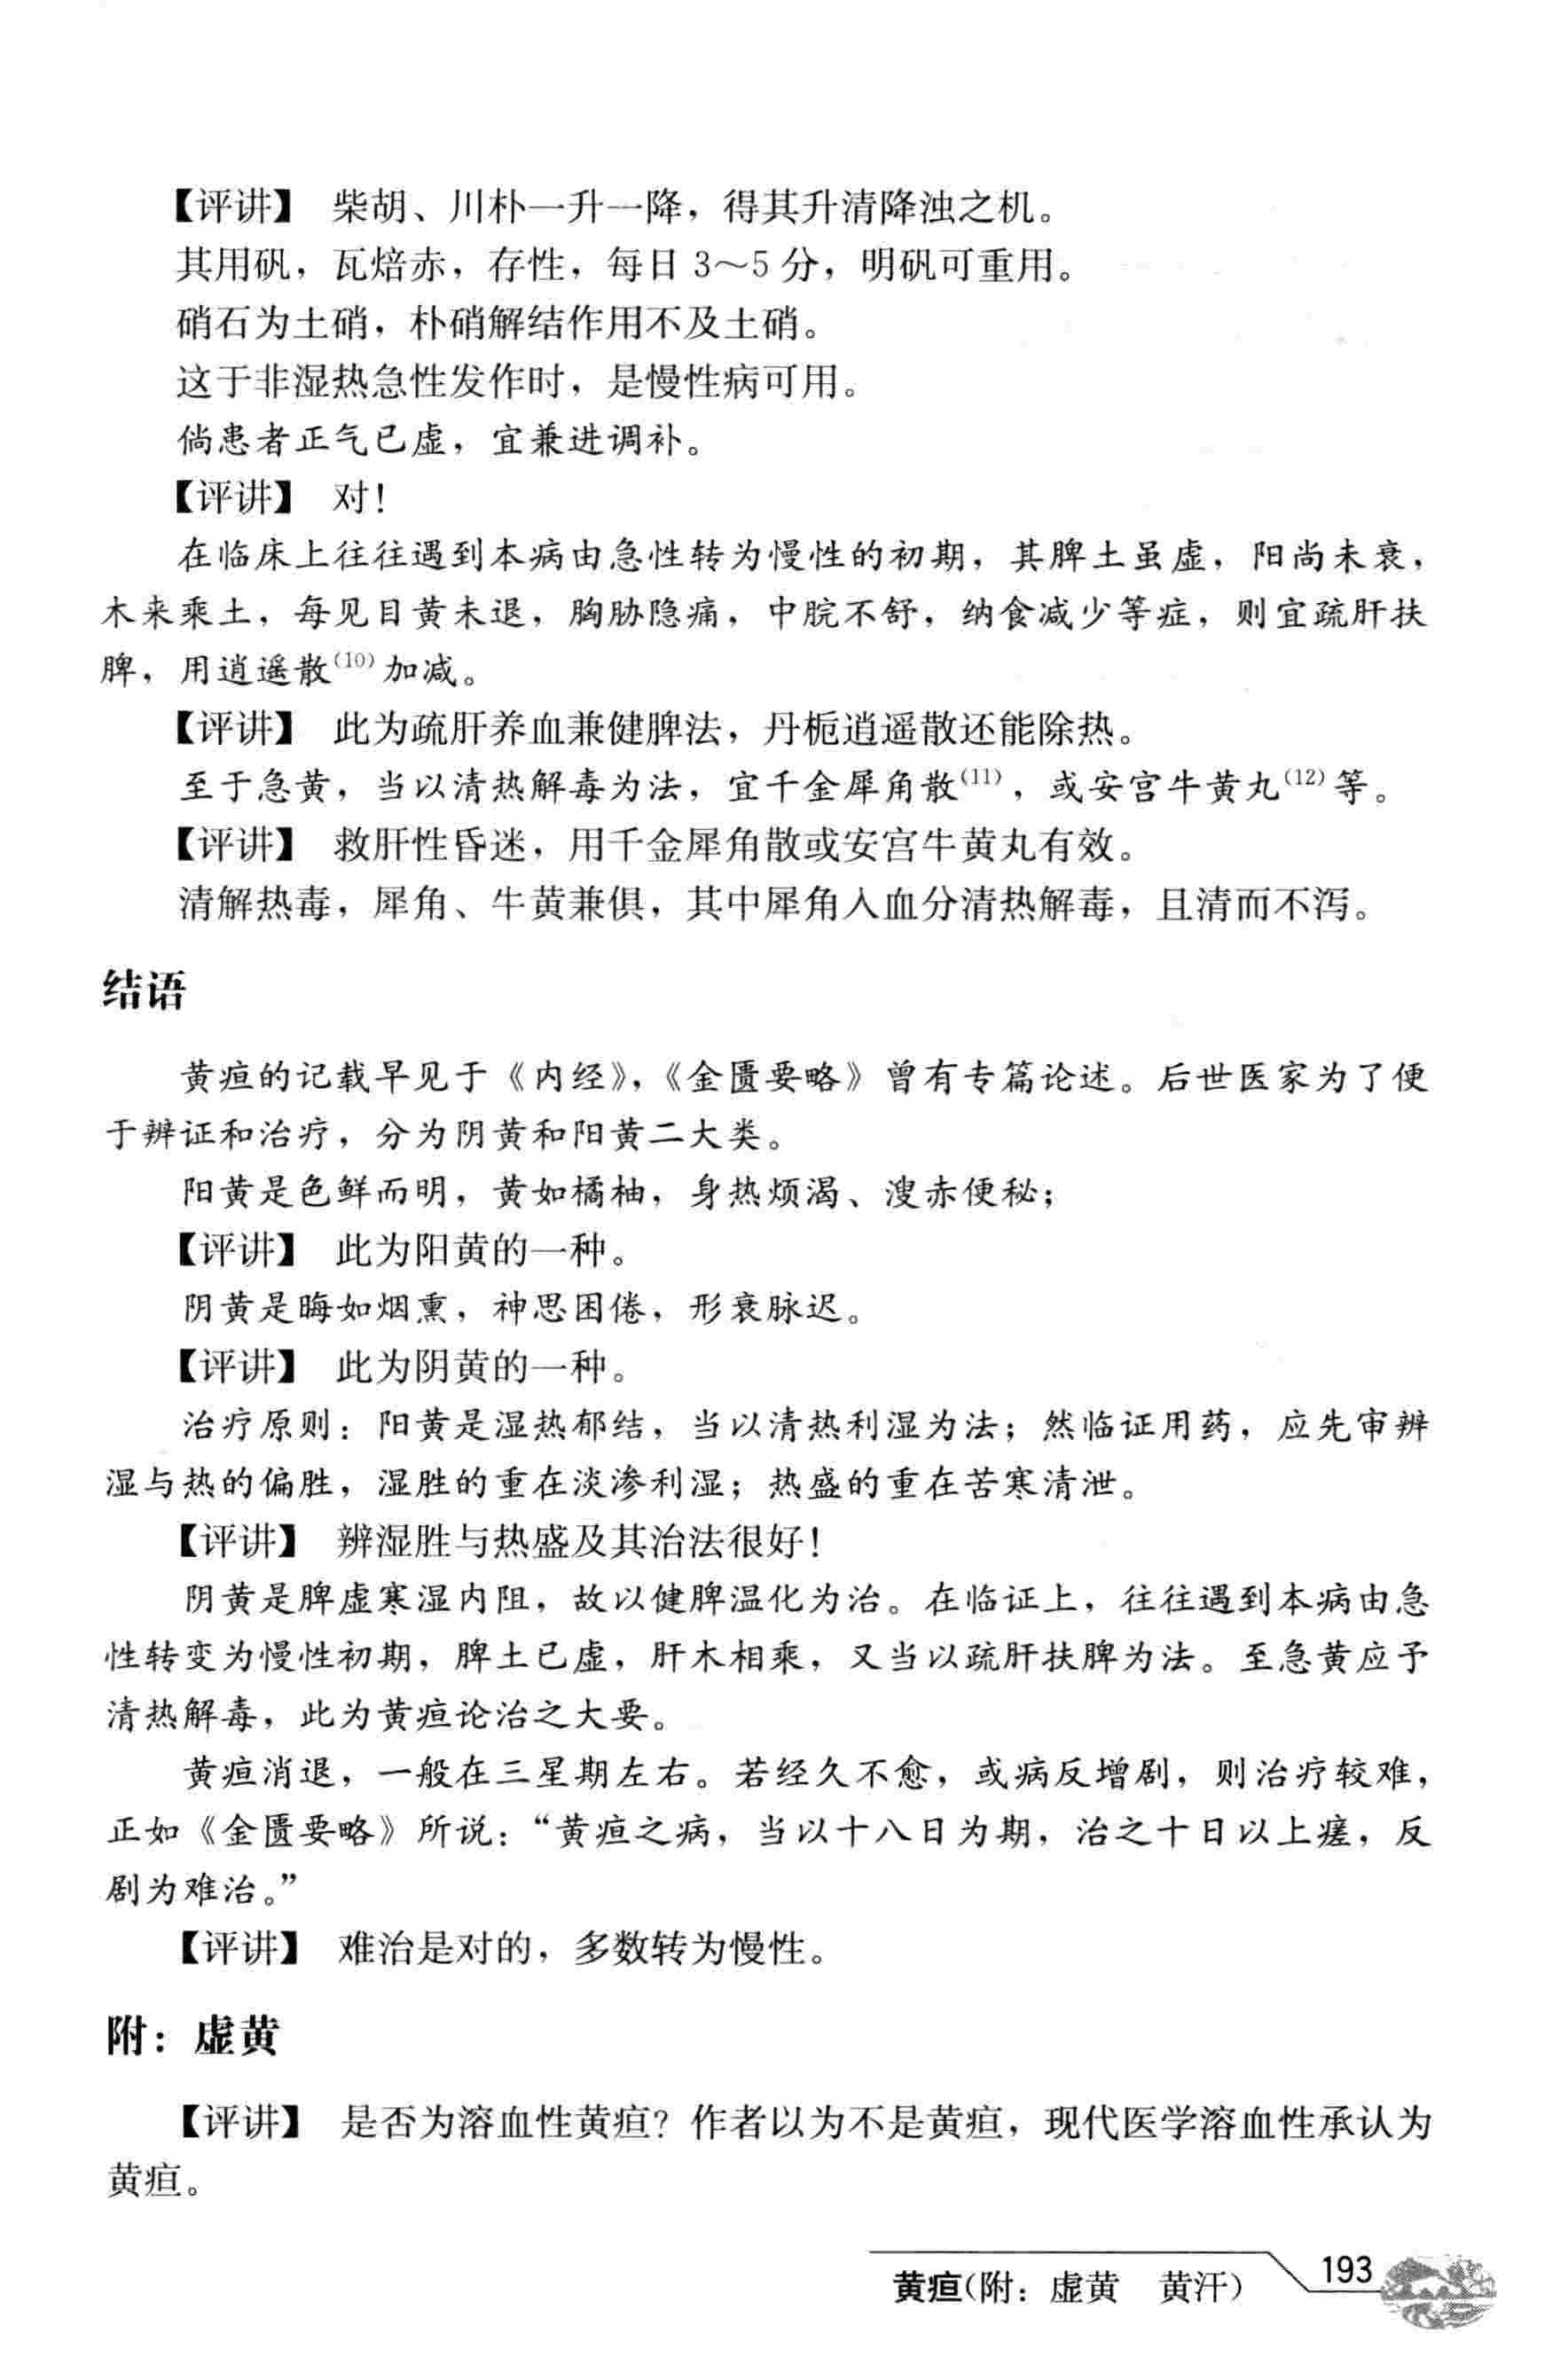 【评讲】 柴胡、川朴一升一降，得其升清降浊之机。
其用矾，瓦焙赤，存性，每日3～5分，明矾可重用。
硝石为土硝，朴硝解结作用不及土硝。
这于非湿热急性发作时，是慢性病可用。
倘患者正气已虚，宜兼进调补。
【评讲】 对！
在临床上往往遇到本病由急性转为慢性的初期，其脾土虽虚，阳尚未衰，
木来乘土，每见目黄未退，胸胁隐痛，中脘不舒，纳食减少等症，则宜疏肝扶
脾，用逍遥散(10)加减。
【评讲】 此为疏肝养血兼健脾法，丹栀逍遥散还能除热。
至于急黄，当以清热解毒为法，宜千金犀角散(11)，或安宫牛黄丸(12)等。
【评讲】 救肝性昏迷，用千金犀角散或安宫牛黄丸有效。
清解热毒，犀角、牛黄兼俱，其中犀角入血分清热解毒，且清而不泻。
结语
黄疸的记载早见于《内经》，《金匮要略》曾有专篇论述。后世医家为了便
于辨证和治疗，分为阴黄和阳黄二大类。
阳黄是色鲜而明，黄如橘柚，身热烦渴、溲赤便秘；
【评讲】 此为阳黄的一种。
阴黄是晦如烟熏，神思困倦，形衰脉迟。
【评讲】 此为阴黄的一种。
治疗原则：阳黄是湿热郁结，当以清热利湿为法；然临证用药，应先审辨
湿与热的偏胜，湿胜的重在淡渗利湿；热盛的重在苦寒清泄。
【评讲】 辨湿胜与热盛及其治法很好！
阴黄是脾虚寒湿内阻，故以健脾温化为治。在临证上，往往遇到本病由急
性转变为慢性初期，脾土已虚，肝木相乘，又当以疏肝扶脾为法。至急黄应予
清热解毒，此为黄疸论治之大要。
黄疸消退，一般在三星期左右。若经久不愈，或病反增剧，则治疗较难，
正如《金匮要略》所说：“黄疸之病，当以十八日为期，治之十日以上瘥，反
剧为难治。”
【评讲】 难治是对的，多数转为慢性。
附：虚黄
【评讲】 是否为溶血性黄疸？作者以为不是黄疸，现代医学溶血性承认为
黄疸。
黄疸(附：虚黄 黄汗) 193